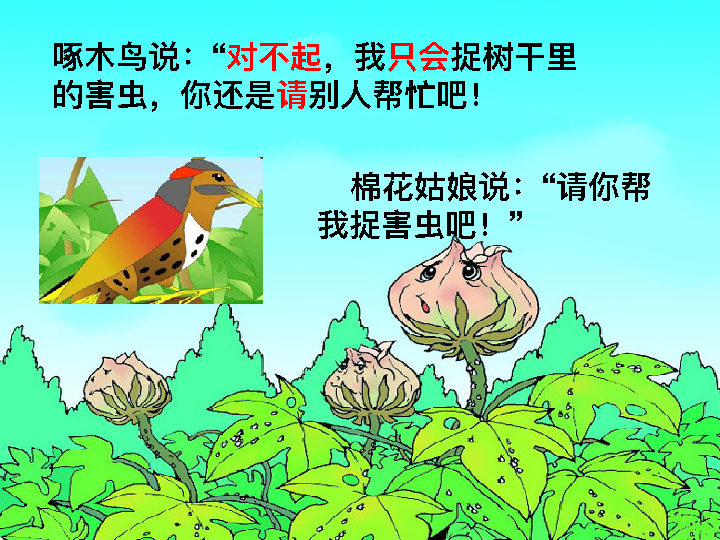 啄木鸟说：“对不起，我只会捉树干里
的害虫，你还是请别人帮忙吧！
棉花姑娘说：“请你帮
我捉害虫吧！”